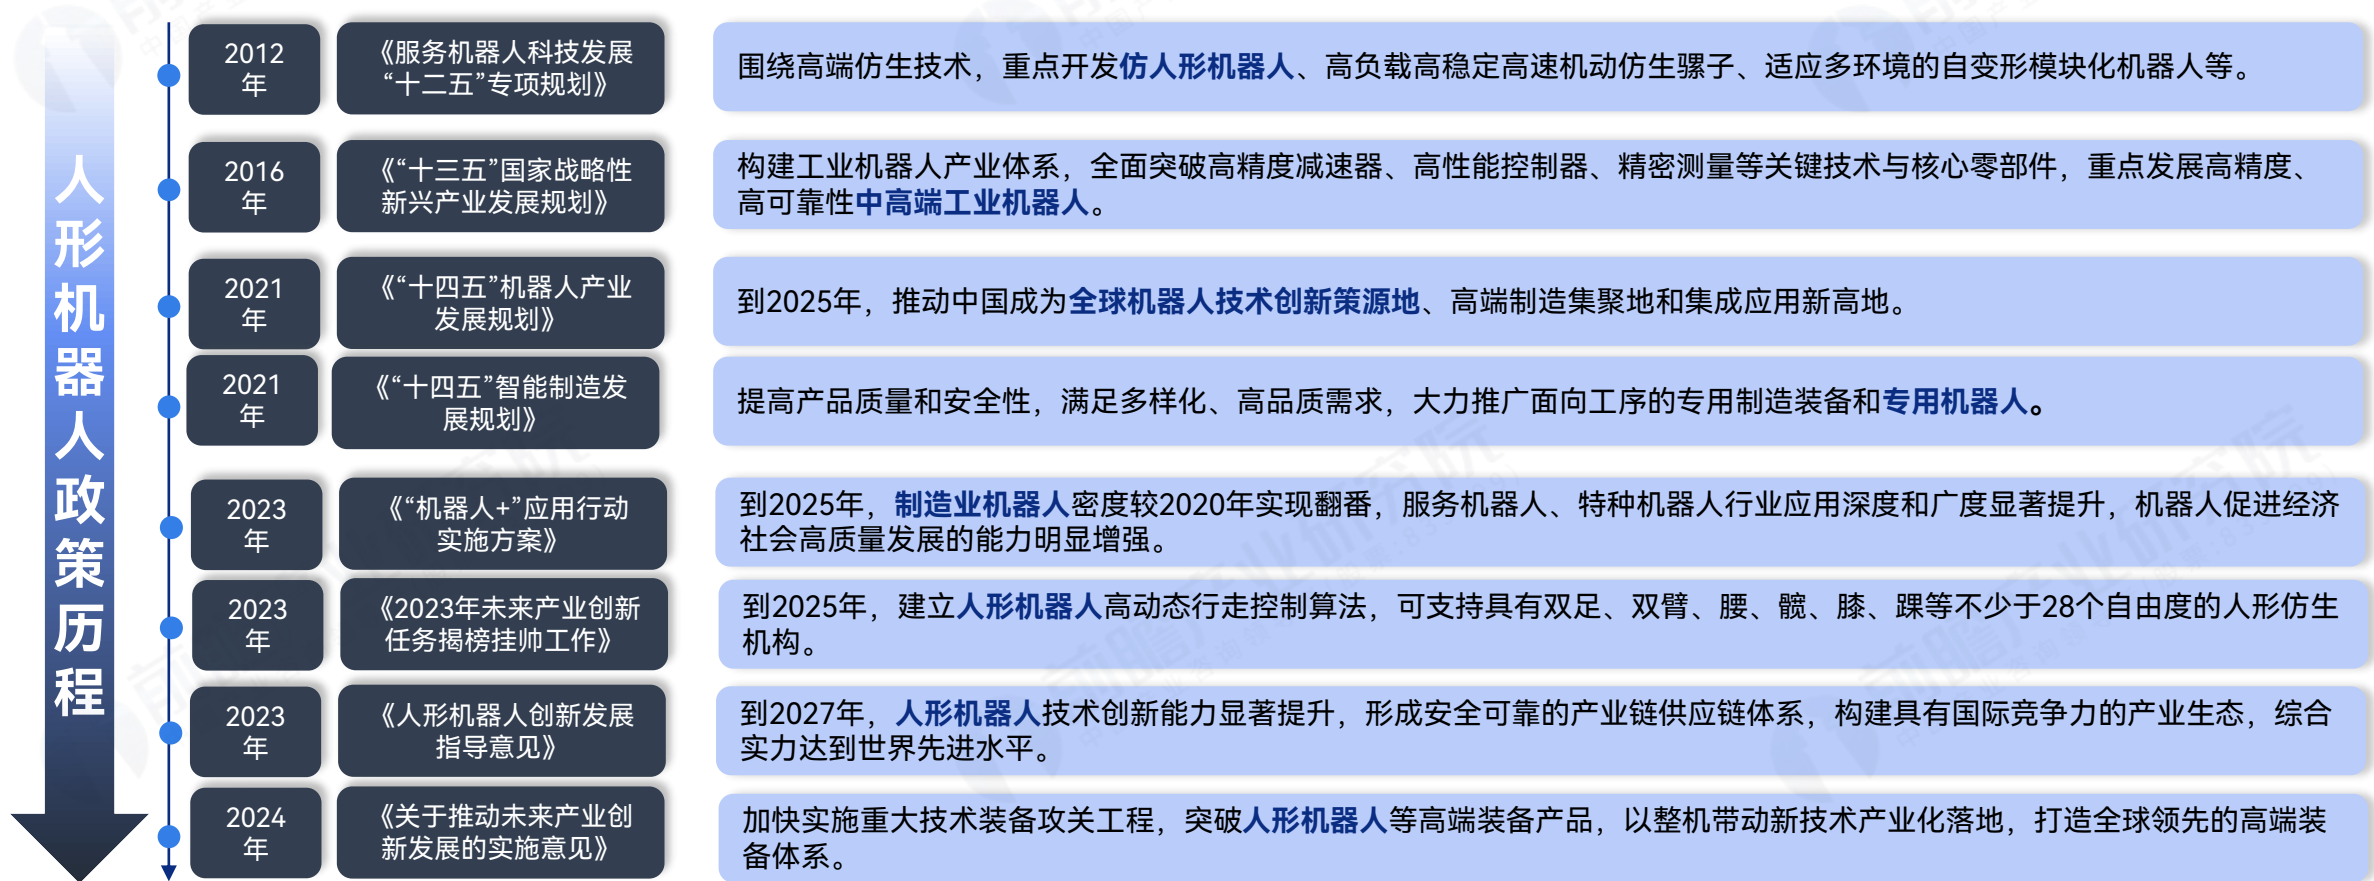 人形机器人政策历程
2012
年
《服务机器人科技发展
“十二五”专项规划》
围绕高端仿生技术，重点开发仿人形机器人、高负载高稳定高速机动仿生骡子、适应多环境的自变形模块化机器人等。
2016
年
《“十三五”国家战略性
新兴产业发展规划》
构建工业机器人产业体系，全面突破高精度减速器、高性能控制器、精密测量等关键技术与核心零部件，重点发展高精度、
高可靠性中高端工业机器人。
2021
年
《“十四五”机器人产业
发展规划》
到2025年，推动中国成为全球机器人技术创新策源地、高端制造集聚地和集成应用新高地。
2021
年
《“十四五”智能制造发
展规划》
提高产品质量和安全性，满足多样化、高品质需求，大力推广面向工序的专用制造装备和专用机器人。
2023
年
《“机器人+”应用行动
实施方案》
到2025年，制造业机器人密度较2020年实现翻番，服务机器人、特种机器人行业应用深度和广度显著提升，机器人促进经济
社会高质量发展的能力明显增强。
2023
年
《2023年未来产业创新
任务揭榜挂帅工作》
到2025年，建立人形机器人高动态行走控制算法，可支持具有双足、双臂、腰、髋、膝、踝等不少于28个自由度的人形仿生
机构。
2023
年
《人形机器人创新发展
指导意见》
到2027年，人形机器人技术创新能力显著提升，形成安全可靠的产业链供应链体系，构建具有国际竞争力的产业生态，综合
实力达到世界先进水平。
2024
年
《关于推动未来产业创
新发展的实施意见》
加快实施重大技术装备攻关工程，突破人形机器人等高端装备产品，以整机带动新技术产业化落地，打造全球领先的高端装
备体系。
前瞻产业研究院
前瞻产业研究院
前瞻产业研究院